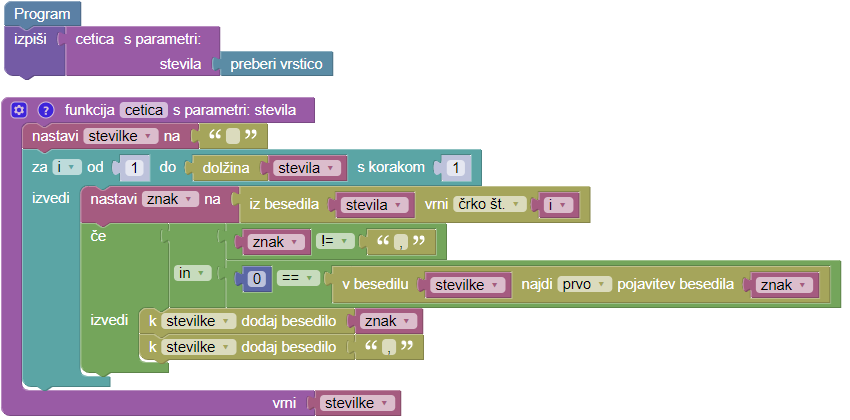 Program
izpiši cetica s parametri:
stevila preberi vrstico
? funkcija cetica s parametri: stevila
nastavi stevilke na “ ”
za i od 1 do dolžina stevila s korakom 1
izvedi nastavi znak na iz besedila stevila vrni črko št. i
če znak != “ , ”
in 0 == v besedilu stevilke najdi prvo pojavitev besedila znak
izvedi k stevilke dodaj besedilo znak
k stevilke dodaj besedilo “ , ”
vrni stevilke